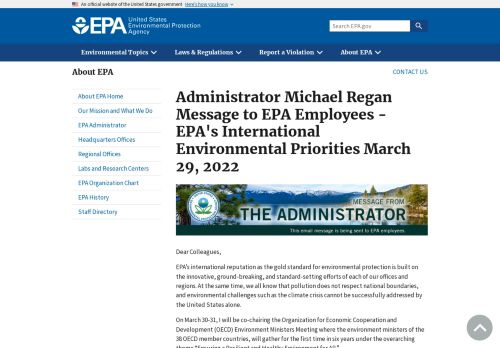 An official website of the United States government Here's how you know
EPA United States
Environmental Protection
Agency
Search EPA.gov
Environmental Topics Laws & Regulations Report a Violation About EPA
About EPA
CONTACT US
About EPA Home
Our Mission and What We Do
EPA Administrator
Headquarters Offices
Regional Offices
Labs and Research Centers
EPA Organization Chart
EPA History
Staff Directory
Administrator Michael Regan
Message to EPA Employees -
EPA's International
Environmental Priorities March
29, 2022
MESSAGE FROM
THE ADMINISTRATOR
This email message is being sent to EPA employees.
Dear Colleagues,
EPA's international reputation as the gold standard for environmental protection is built on
the innovative, ground-breaking, and standard-setting efforts of each of our offices and
regions. At the same time, we all know that pollution does not respect national boundaries,
and environmental challenges such as the climate crisis cannot be successfully addressed by
the United States alone.
On March 30-31, I will be co-chairing the Organization for Economic Cooperation and
Development (OECD) Environment Ministers Meeting where the environment ministers of the
38 OECD member countries, will gather for the first time in six years under the overarching
theme "Ensuring a Resilient and Healthy Environment for All."